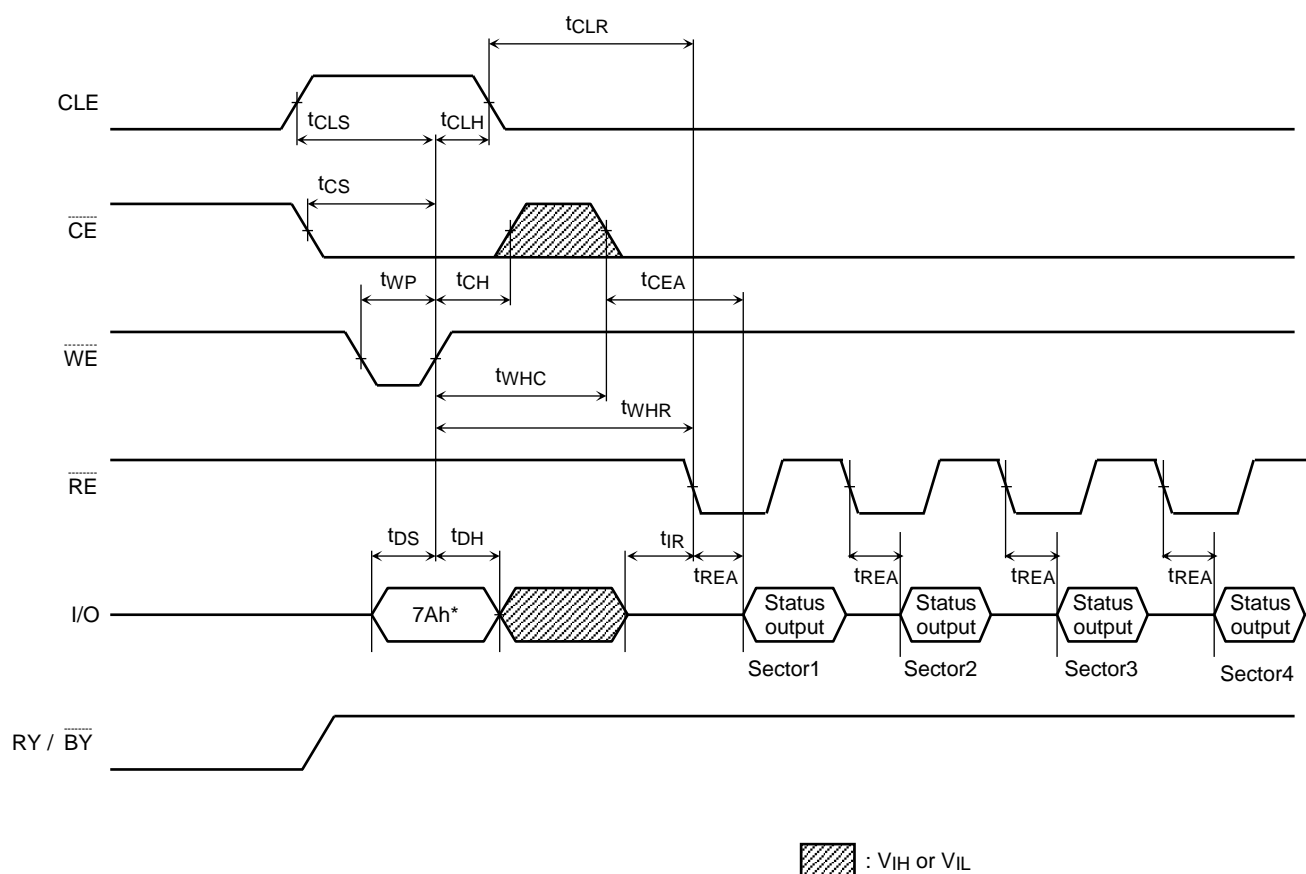 tCLR
CLE
tCLS
tCLH
tCS
CE
tWP
tCH
tCEA
WE
tWHC
tWHR
RE
tDS
tDH
tIR
tREA
tREA
tREA
tREA
I/O
7Ah*
Status output
Status output
Status output
Status output
Sector1
Sector2
Sector3
Sector4
RY / BY
: VIH or VIL